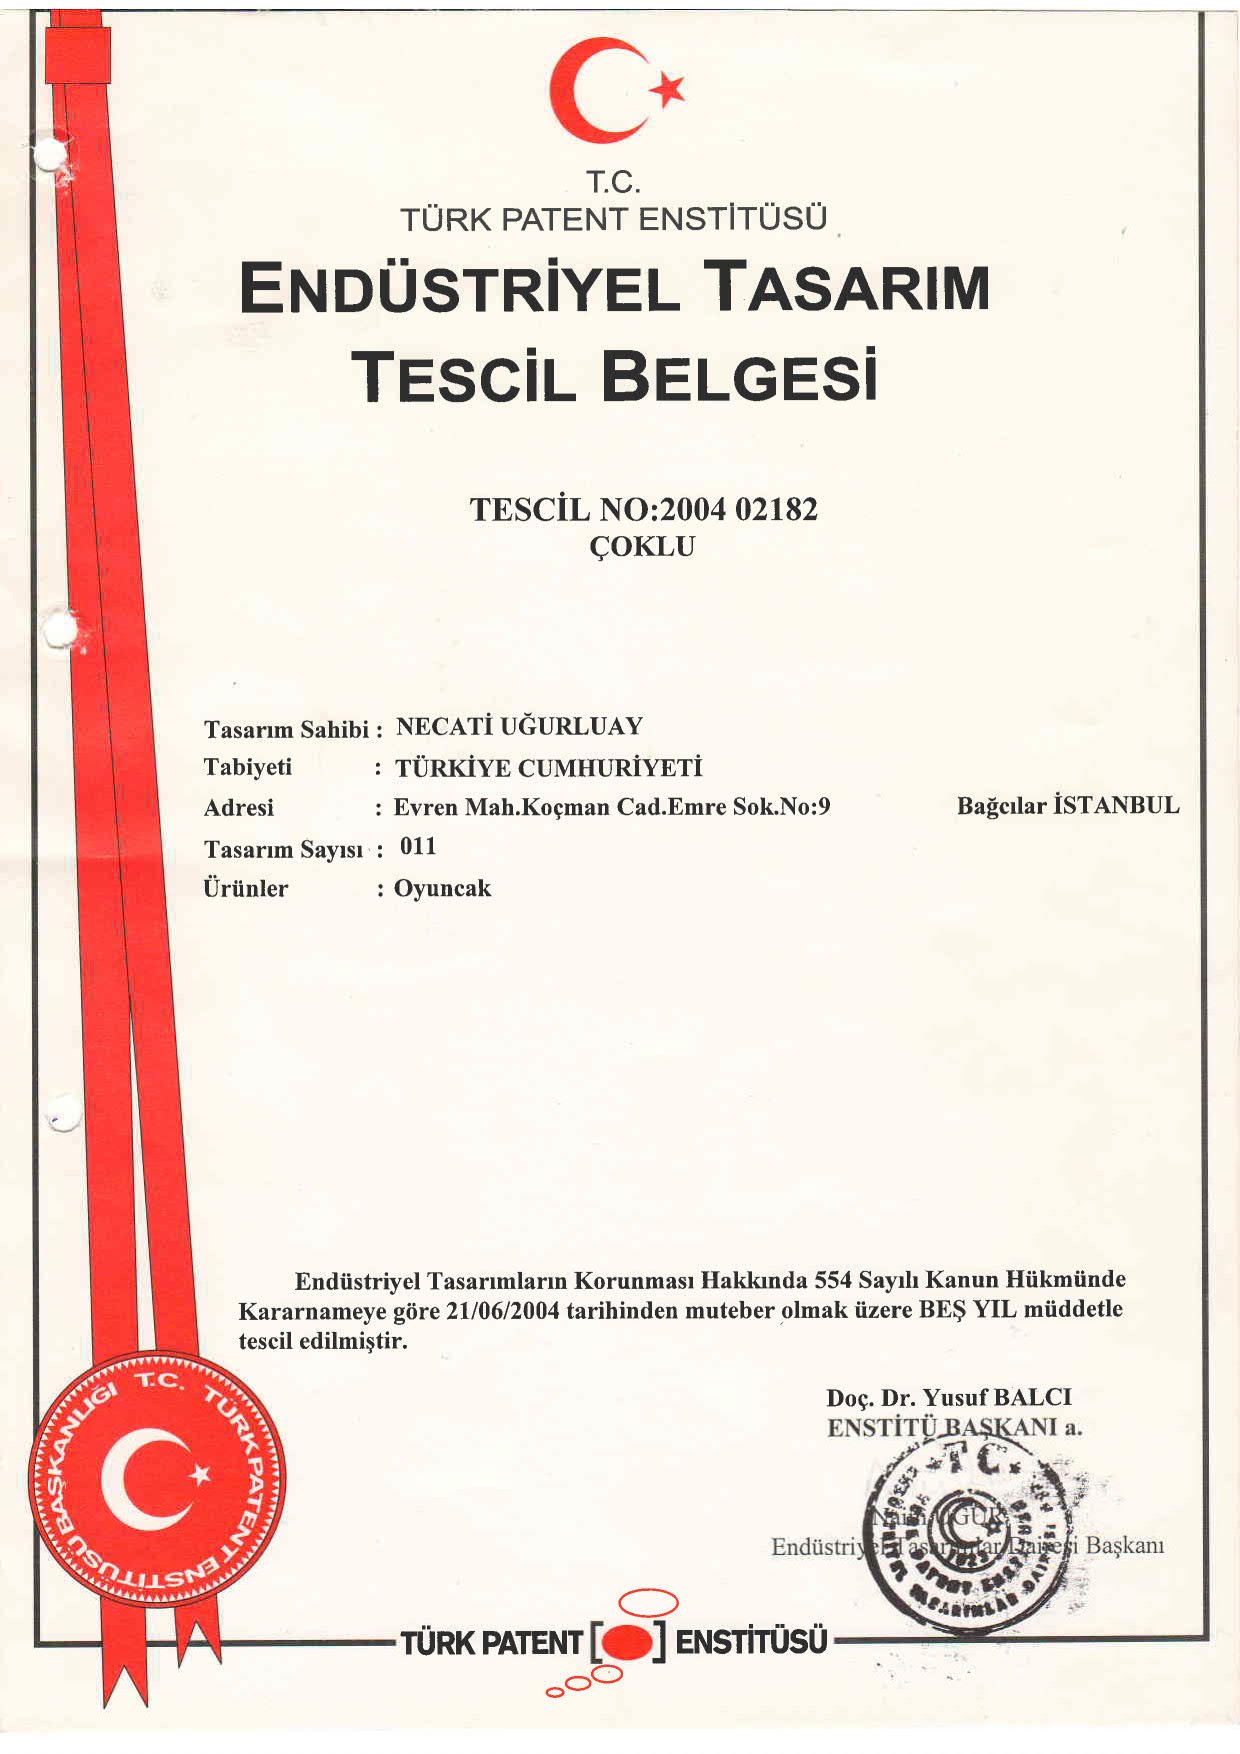 T.C.
TÜRK PATENT ENSTİTÜSÜ
ENDÜSTRİYEL TASARIM
TESCİL BELGESİ
TESCİL NO:2004 02182
ÇOKLU
Tasarım Sahibi : NECATİ UĞURLUAY
Tabiyeti : TÜRKİYE CUMHURİYETİ
Adresi : Evren Mah.Koçman Cad.Emre Sok.No:9 Bağcılar İSTANBUL
Tasarım Sayısı : 011
Ürünler : Oyuncak
Endüstriyel Tasarımların Korunması Hakkında 554 Sayılı Kanun Hükmünde
Kararnameye göre 21/06/2004 tarihinden muteber olmak üzere BEŞ YIL müddetle
tescil edilmiştir.
Doç. Dr. Yusuf BALCI
ENSTİTÜ BAŞKANI a.
UĞUR
Endüstriyel Tasarımlar Dairesi Başkanı
T.C.
T.C. TÜRK PATENT ENSTİTÜSÜ BAŞKANLIĞI
TÜRK PATENT [ ] ENSTİTÜSÜ